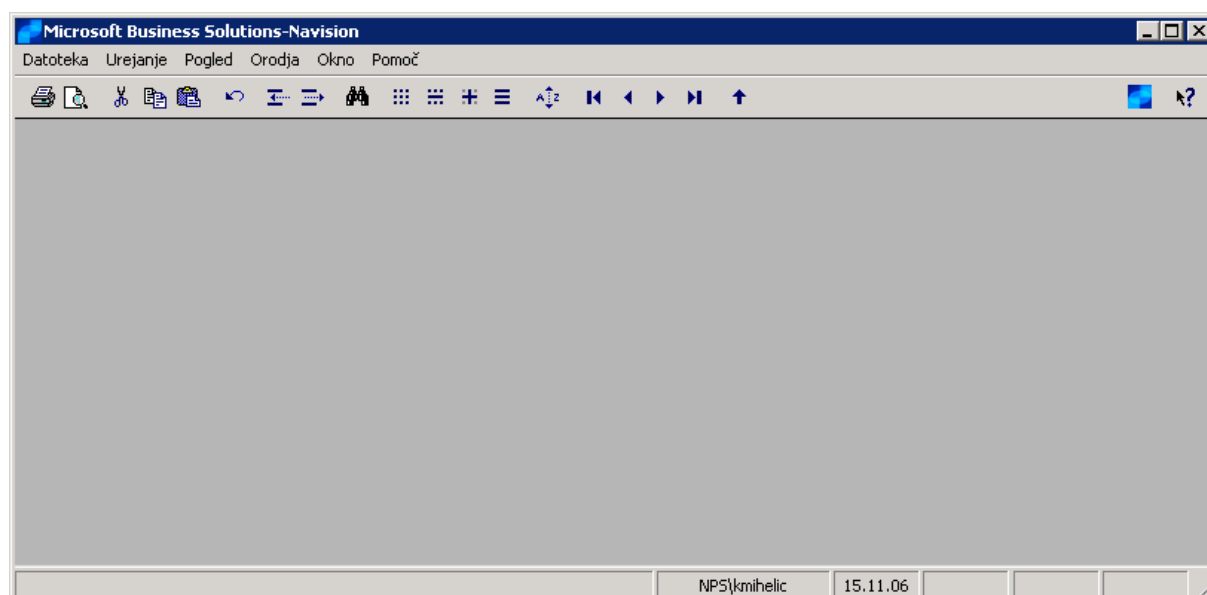 Microsoft Business Solutions-Navision
Datoteka Urejanje Pogled Orodja Okno Pomoč
A Z ?
NPS\kmihelic 15.11.06